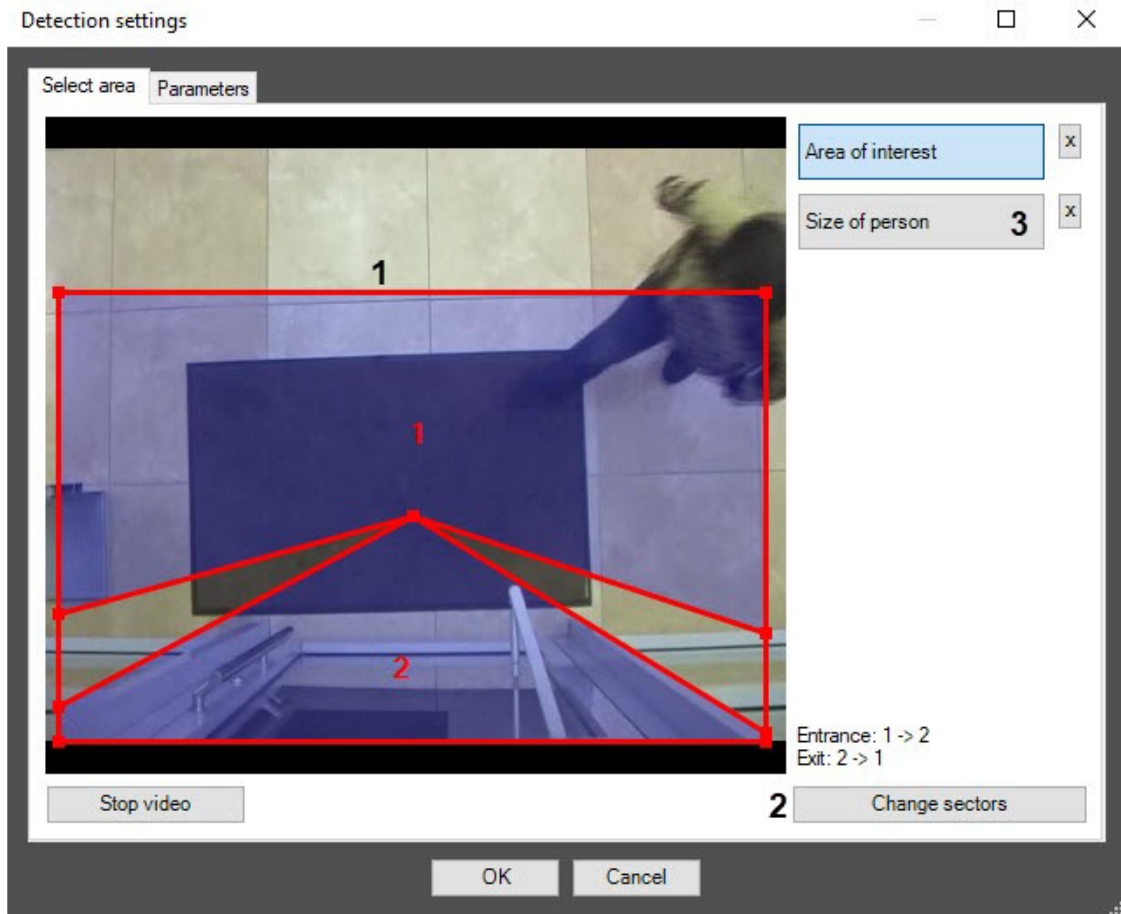 Detection settings
Select area
Parameters
Area of interest
x
Size of person
3
x
1
1
2
Entrance: 1 -> 2
Exit: 2 -> 1
Stop video
2
Change sectors
OK
Cancel